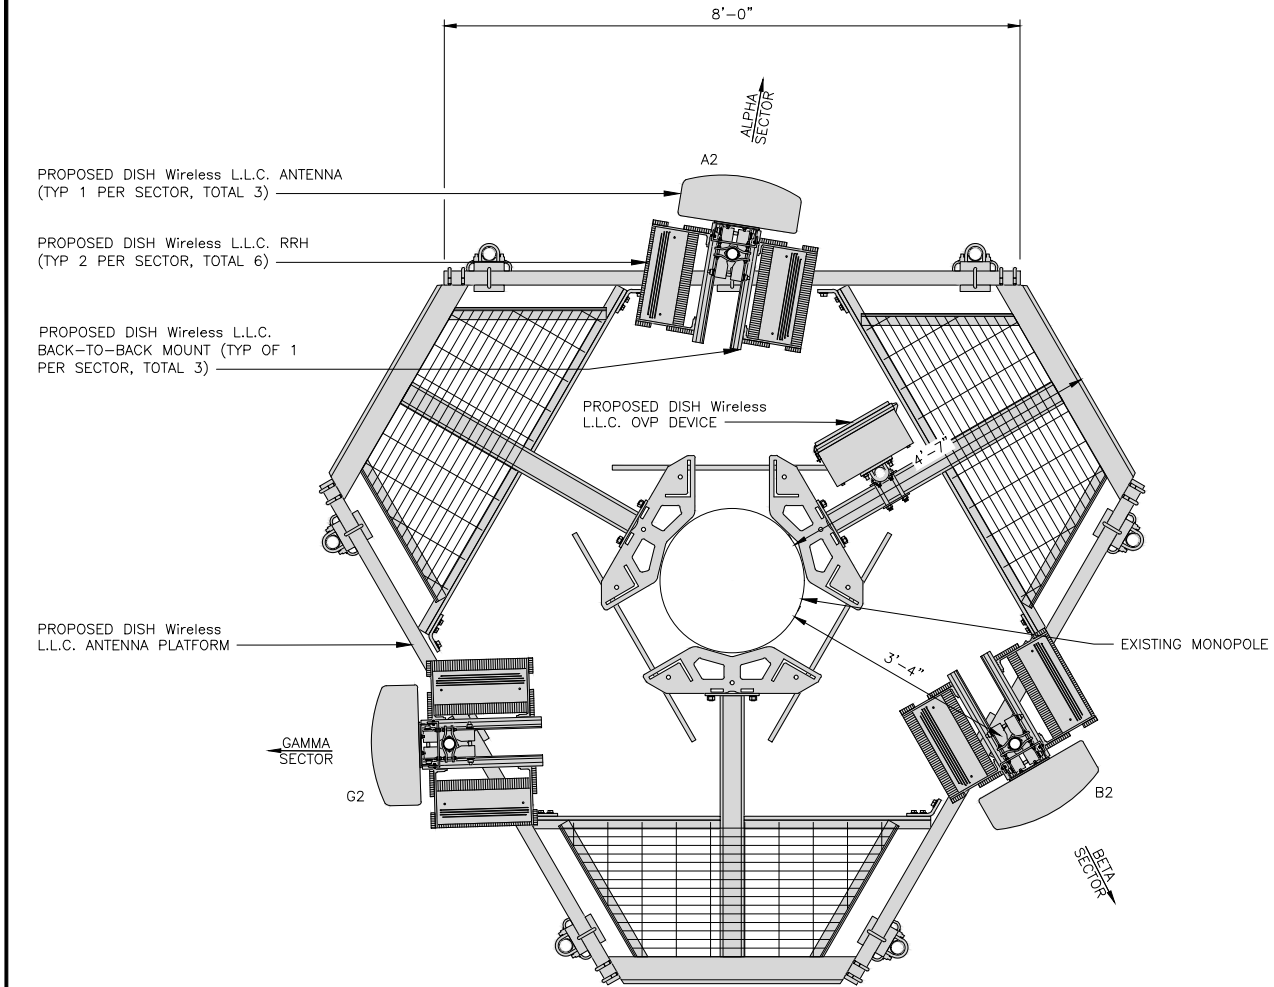 8'-0"
ALPHA
SECTOR
A2
PROPOSED DISH Wireless L.L.C. ANTENNA
(TYP 1 PER SECTOR, TOTAL 3)
PROPOSED DISH Wireless L.L.C. RRH
(TYP 2 PER SECTOR, TOTAL 6)
PROPOSED DISH Wireless L.L.C.
BACK-TO-BACK MOUNT (TYP OF 1
PER SECTOR, TOTAL 3)
PROPOSED DISH Wireless
L.L.C. OVP DEVICE
4'-7"
PROPOSED DISH Wireless
L.L.C. ANTENNA PLATFORM
EXISTING MONOPOLE
3'-4"
GAMMA
SECTOR
G2
B2
BETA
SECTOR